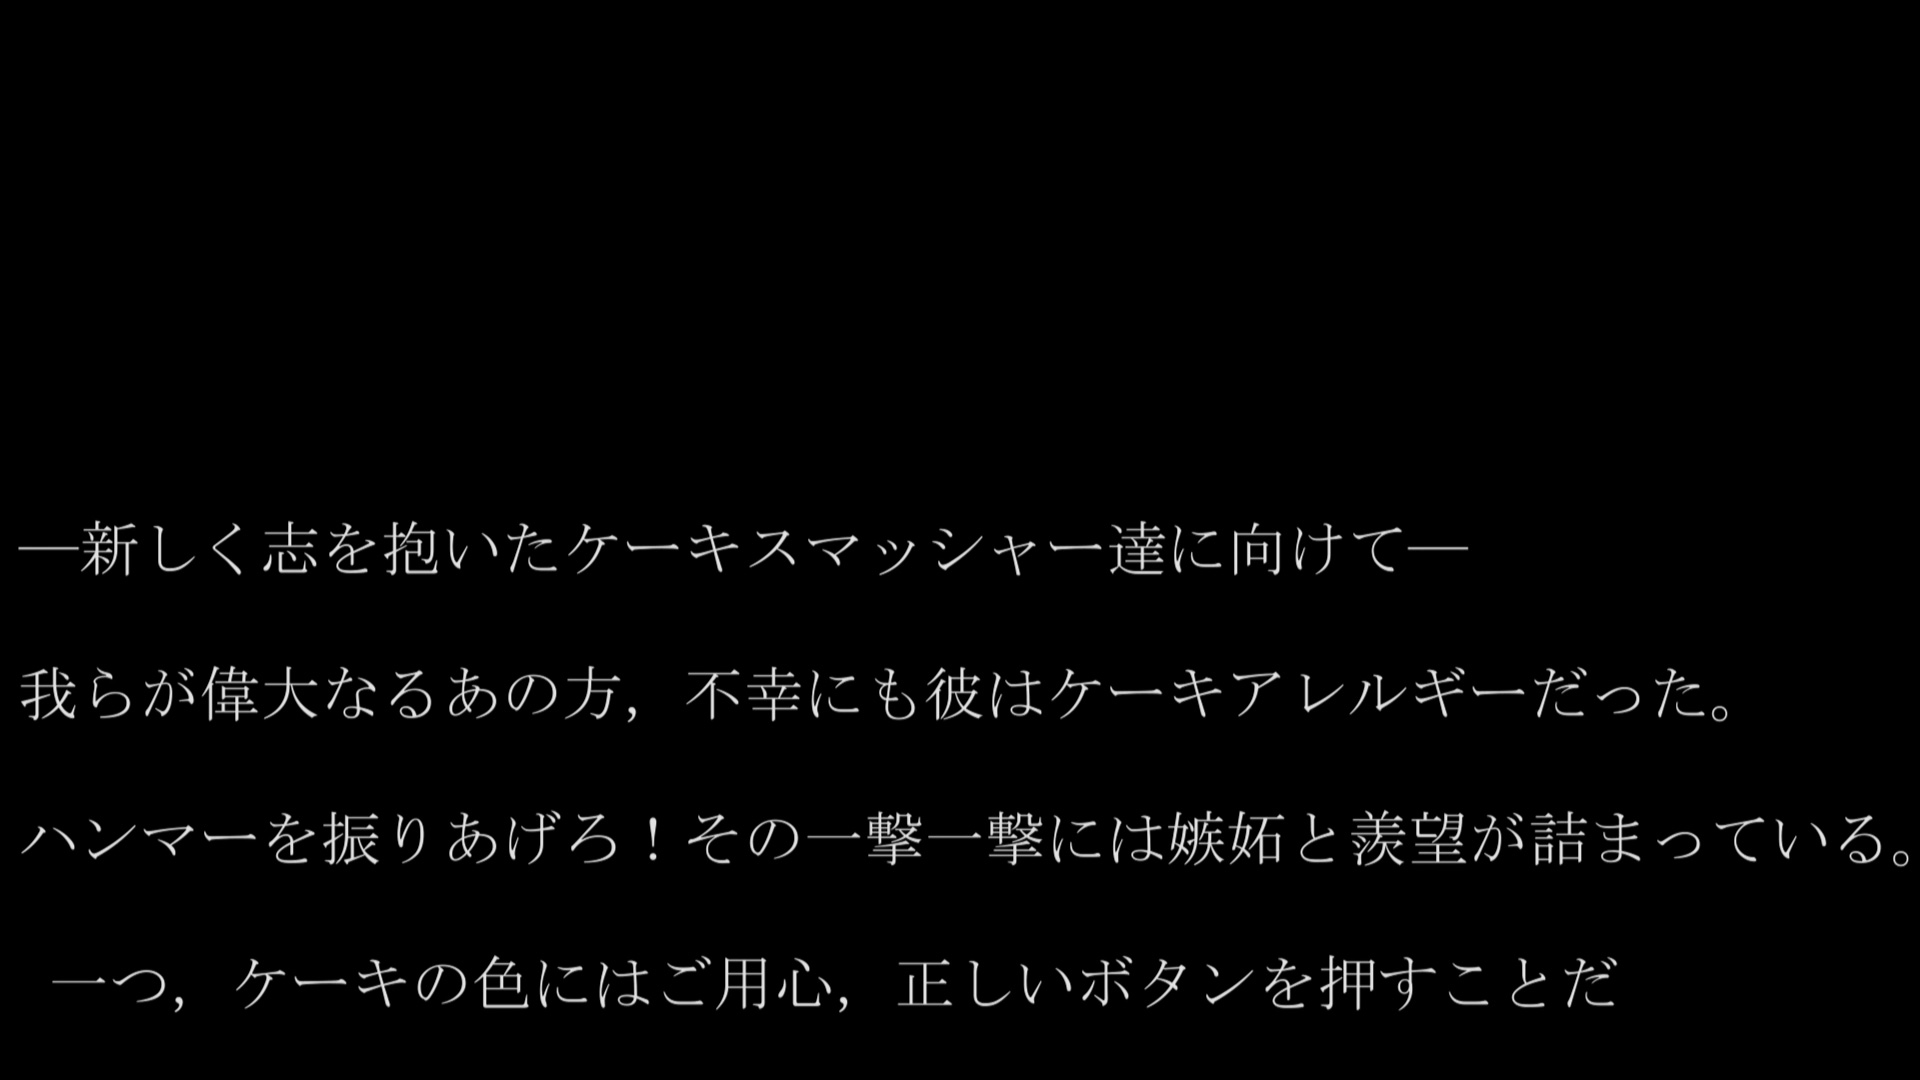 ―新しく志を抱いたケーキスマッシャー達に向けて―
我らが偉大なるあの方，不幸にも彼はケーキアレルギーだった。
ハンマーを振りあげろ！その一撃一撃には嫉妬と羨望が詰まっている。
一つ，ケーキの色にはご用心，正しいボタンを押すことだ